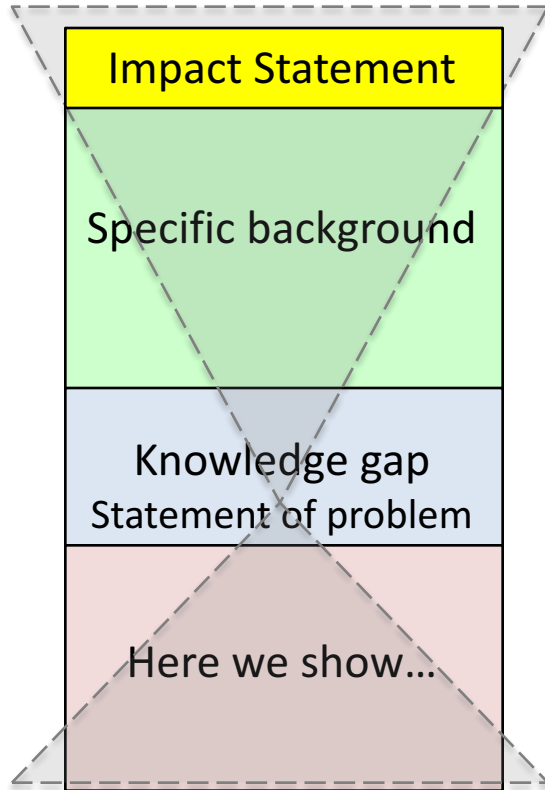 Impact Statement
Specific background
Knowledge gap
Statement of problem
Here we show…